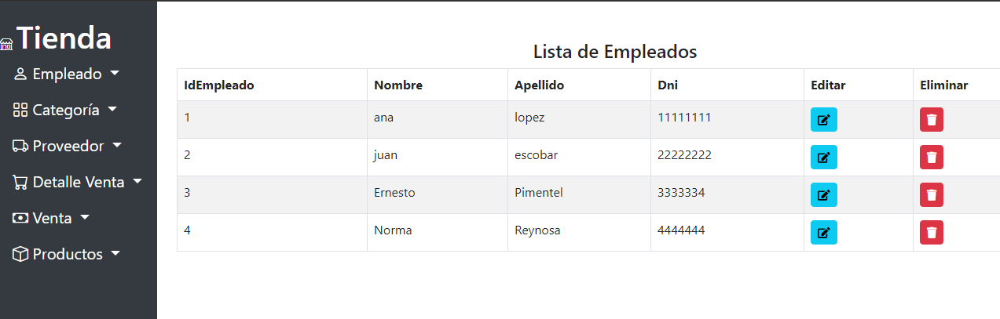 Tienda
Empleado
Categoría
Proveedor
Detalle Venta
Venta
Productos
Lista de Empleados
IdEmpleado Nombre Apellido Dni Editar Eliminar
1 ana lopez 11111111
2 juan escobar 22222222
3 Ernesto Pimentel 3333334
4 Norma Reynosa 4444444